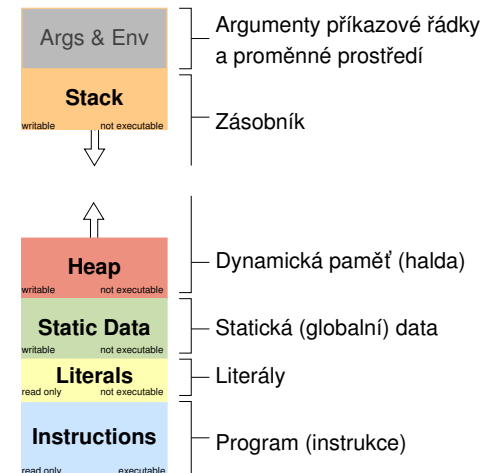 Args & Env
Argumenty příkazové řádky
a proměnné prostředí
Stack
writable not executable
Zásobník
Heap
writable not executable
Dynamická paměť (halda)
Static Data
writable not executable
Statická (globalní) data
Literals
read only not executable
Literály
Instructions
read only executable
Program (instrukce)